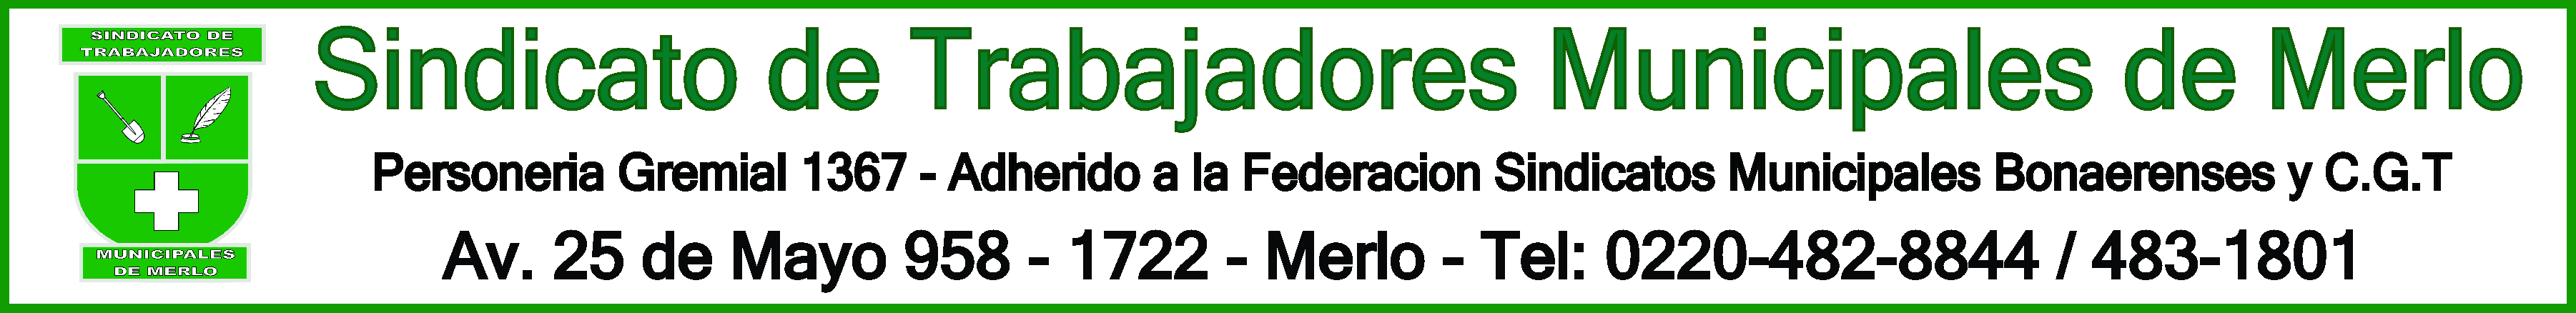 SINDICATO DE
TRABAJADORES
MUNICIPALES
DE MERLO
Sindicato de Trabajadores Municipales de Merlo
Personeria Gremial 1367 - Adherido a la Federacion Sindicatos Municipales Bonaerenses y C.G.T
Av. 25 de Mayo 958 - 1722 - Merlo - Tel: 0220-482-8844 / 483-1801